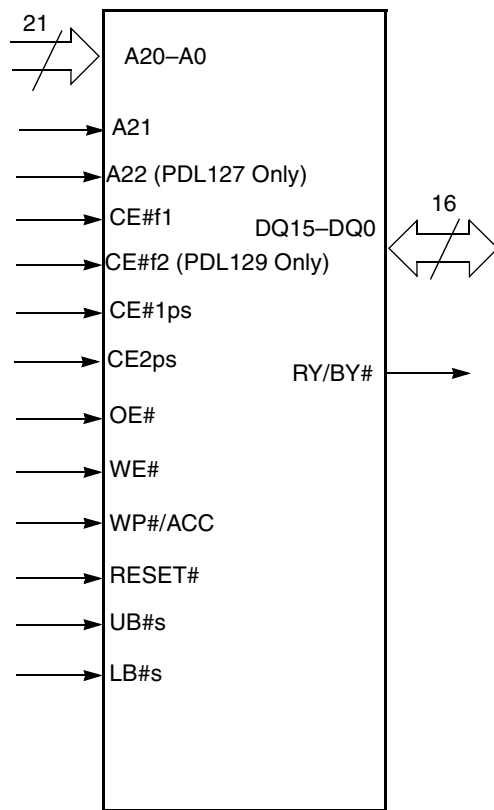 21
A20–A0
A21
A22 (PDL127 Only)
CE#f1
CE#f2 (PDL129 Only)
CE#1ps
CE2ps
OE#
WE#
WP#/ACC
RESET#
UB#s
LB#s
16
DQ15–DQ0
RY/BY#